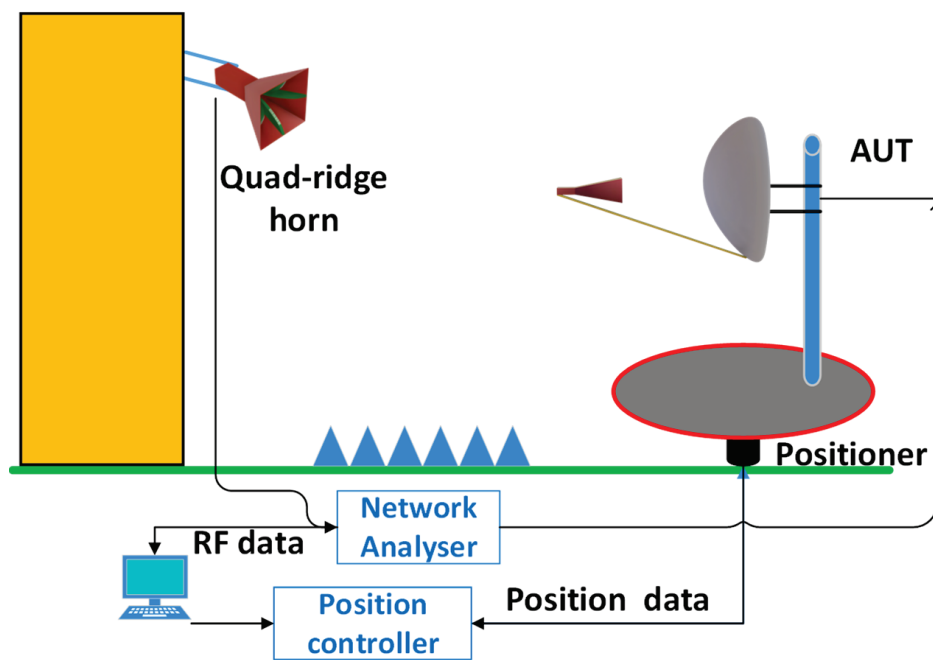 AUT
Quad-ridge
horn
Positioner
Network
Analyser
RF data
Position
controller
Position data